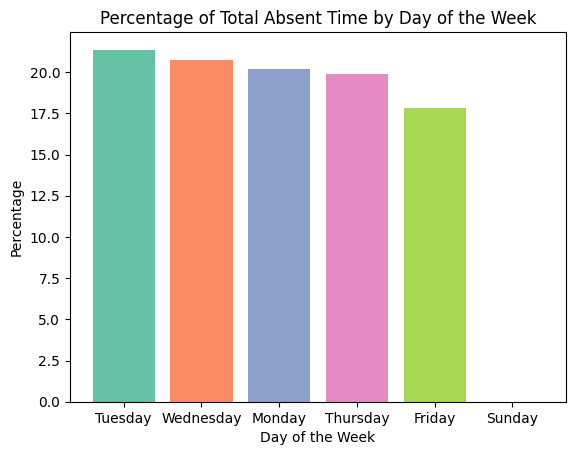 Percentage of Total Absent Time by Day of the Week
Percentage
20.0
17.5
15.0
12.5
10.0
7.5
5.0
2.5
0.0
Tuesday Wednesday Monday Thursday Friday Sunday
Day of the Week